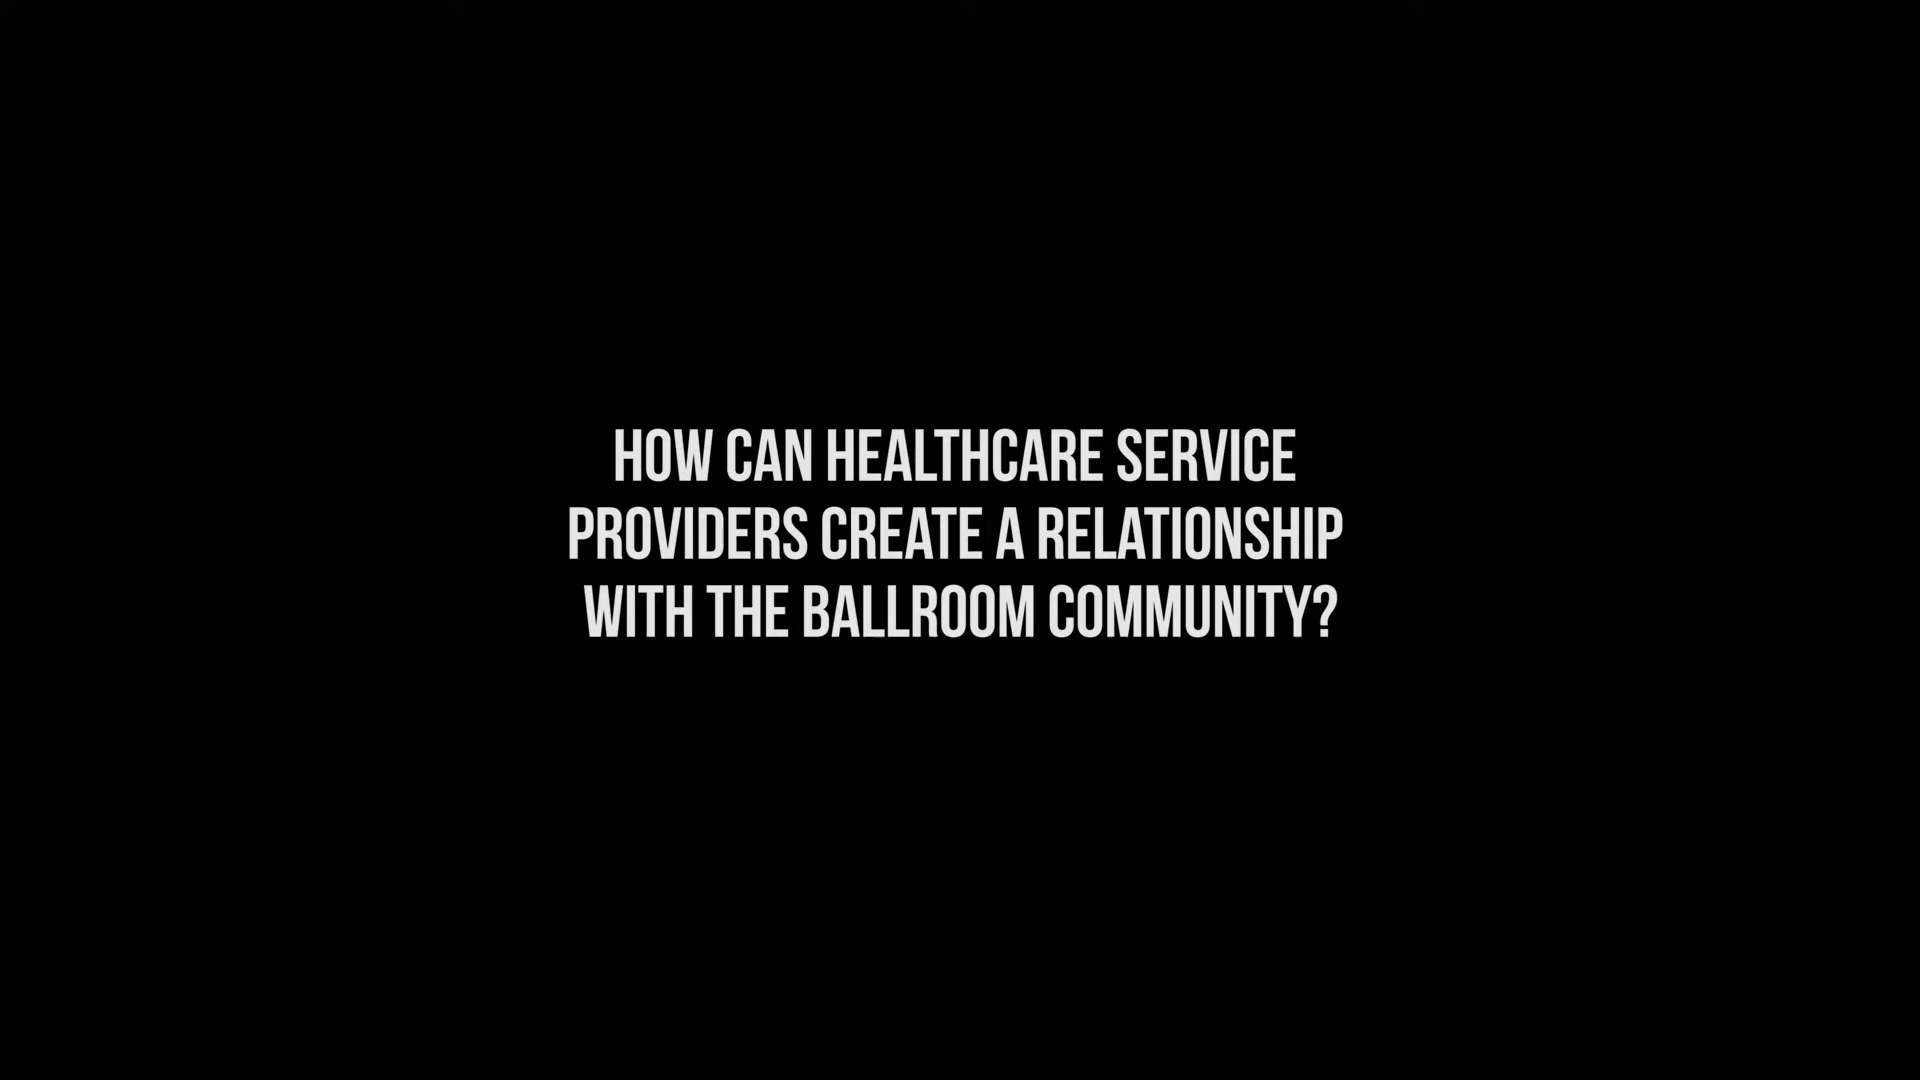 HOW CAN HEALTHCARE SERVICE
PROVIDERS CREATE A RELATIONSHIP
WITH THE BALLROOM COMMUNITY?